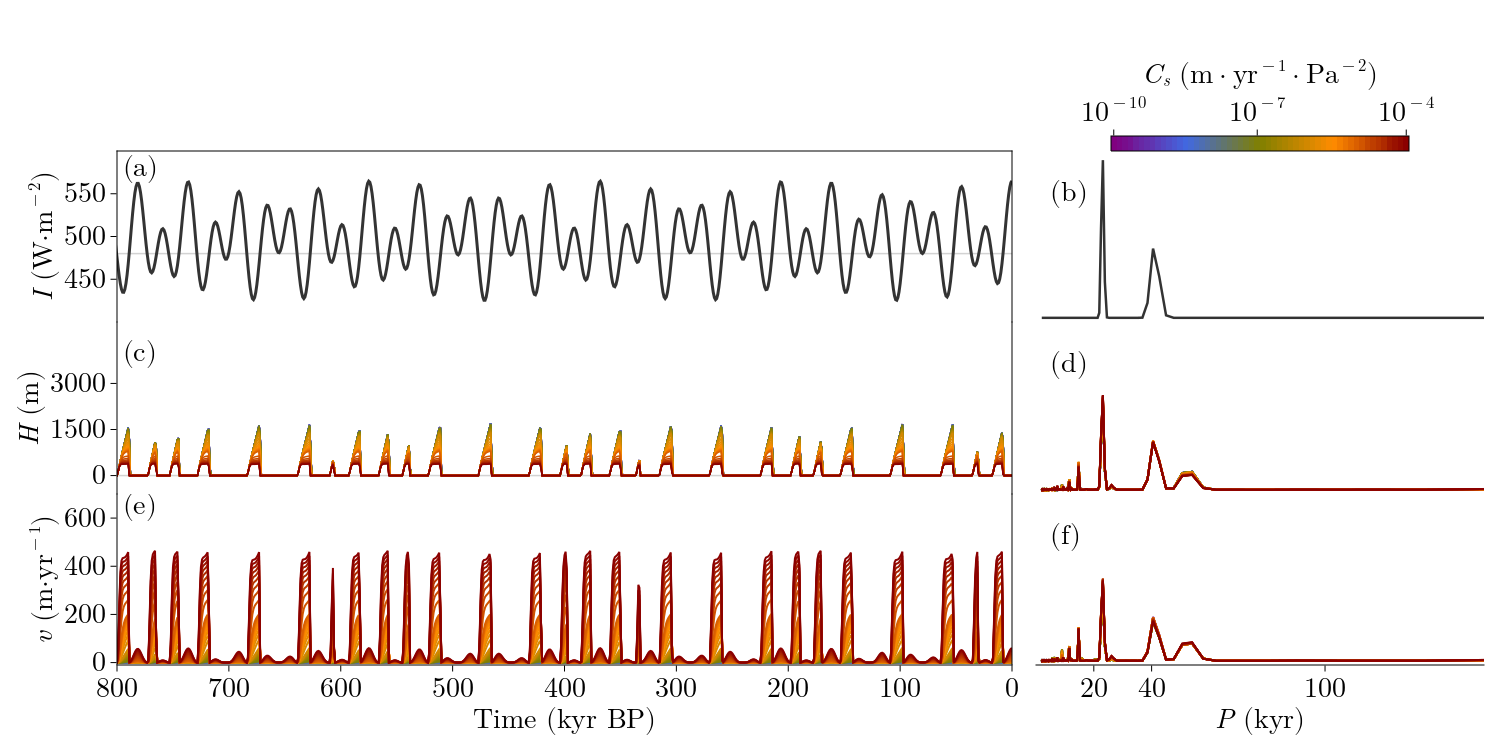 C_s (m · yr⁻¹ · Pa⁻²)
10⁻¹⁰ 10⁻⁷ 10⁻⁴
(a)
(b)
550
500
450
I (W·m⁻²)
(c)
(d)
3000
1500
0
H (m)
(e)
(f)
600
400
200
0
v (m·yr⁻¹)
800 700 600 500 400 300 200 100 0
20 40 100
Time (kyr BP)
P (kyr)